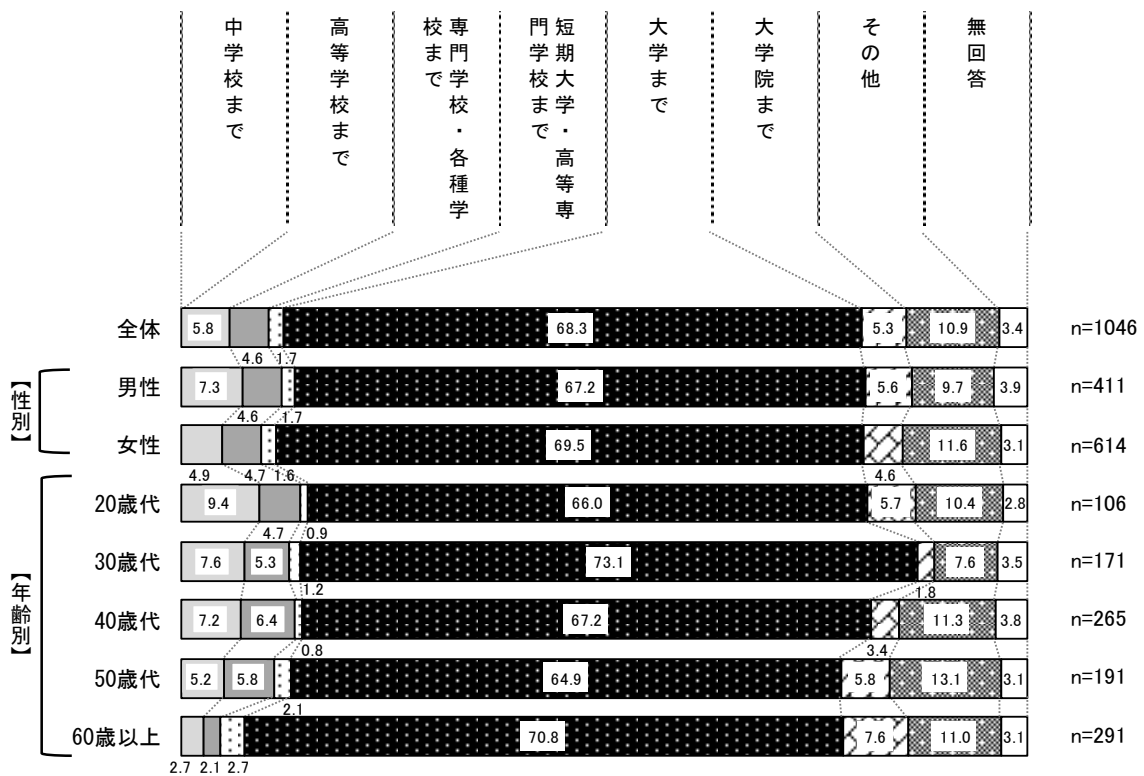 中学校まで
高等学校まで
専門学校・各種学
校まで
短期大学・高等専
門学校まで
大学まで
大学院まで
その他
無回答
全体 5.8 68.3 5.3 10.9 3.4 n=1046
4.6 1.7
【性別】
男性 7.3 67.2 5.6 9.7 3.9 n=411
4.6 1.7
女性 69.5 11.6 3.1 n=614
4.9 4.7 1.6 4.6
【年齢別】
20歳代 9.4 66.0 5.7 10.4 2.8 n=106
4.7 0.9
30歳代 7.6 5.3 73.1 7.6 3.5 n=171
1.2 1.8
40歳代 7.2 6.4 67.2 11.3 3.8 n=265
0.8 3.4
50歳代 5.2 5.8 64.9 5.8 13.1 3.1 n=191
2.1
60歳以上 70.8 7.6 11.0 3.1 n=291
2.7 2.1 2.7